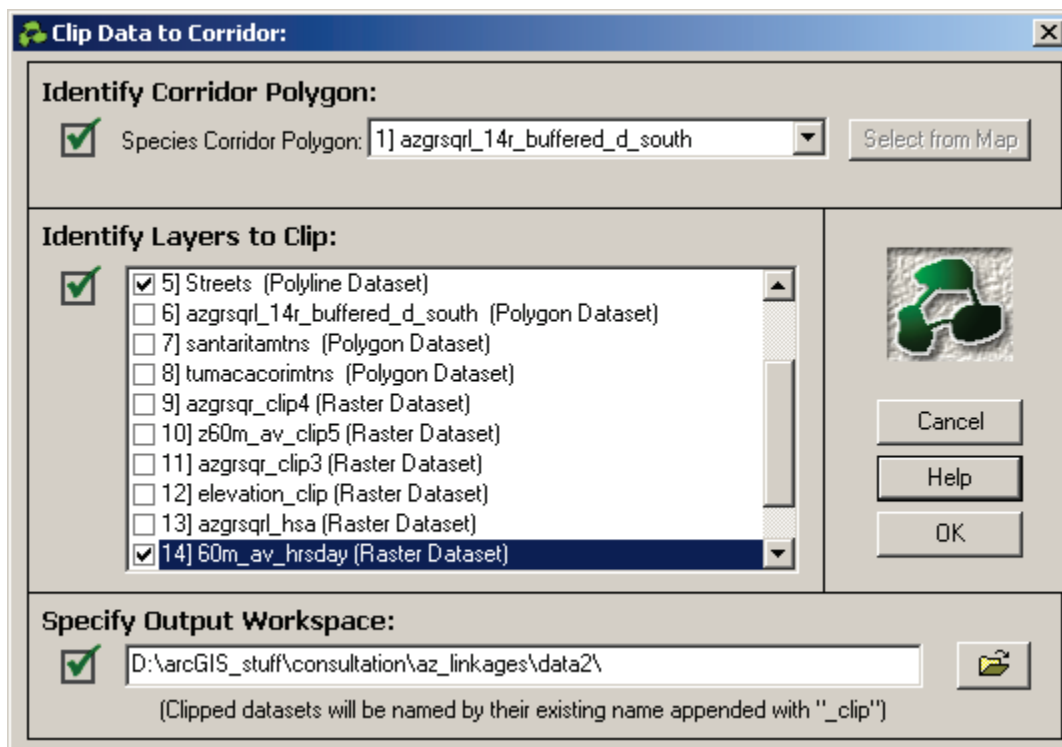 Clip Data to Corridor:
Identify Corridor Polygon:
Species Corridor Polygon: 1] azgrsqrl_14r_buffered_d_south Select from Map
Identify Layers to Clip:
5] Streets (Polyline Dataset)
6] azgrsqrl_14r_buffered_d_south (Polygon Dataset)
7] santaritamtns (Polygon Dataset)
8] tumacacorimtns (Polygon Dataset)
9] azgrsqr_clip4 (Raster Dataset)
10] z60m_av_clip5 (Raster Dataset)
11] azgrsqr_clip3 (Raster Dataset)
12] elevation_clip (Raster Dataset)
13] azgrsqrl_hsa (Raster Dataset)
14] 60m_av_hrsday (Raster Dataset)
Cancel
Help
OK
Specify Output Workspace:
D:\arcGIS_stuff\consultation\az_linkages\data2\
(Clipped datasets will be named by their existing name appended with "_clip")